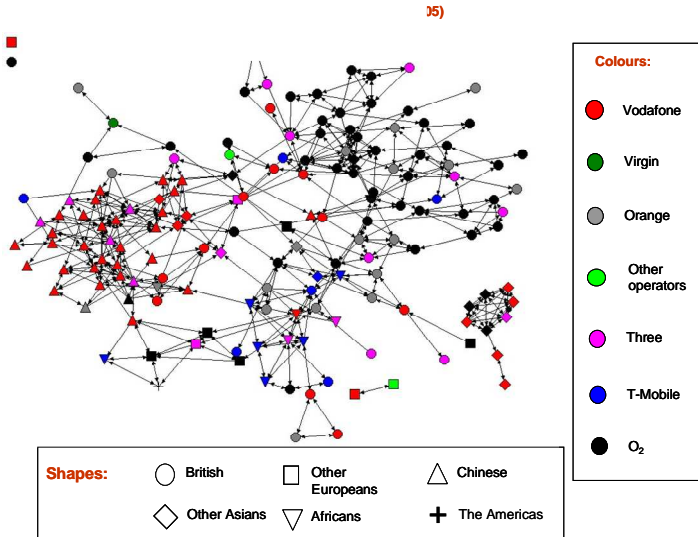 05)
Colours:
Vodafone
Virgin
Orange
Other
operators
Three
T-Mobile
O2
Shapes:
British
Other
Europeans
Chinese
Other Asians
Africans
The Americas